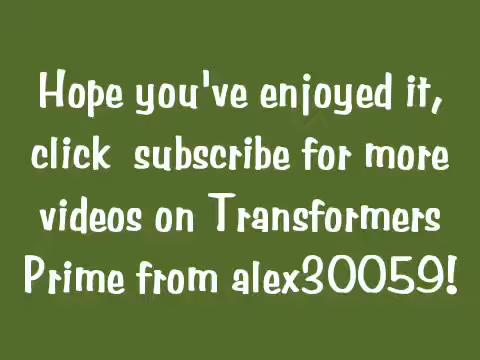 Hope you've enjoyed it,
click subscribe for more
videos on Transformers
Prime from alex30059!